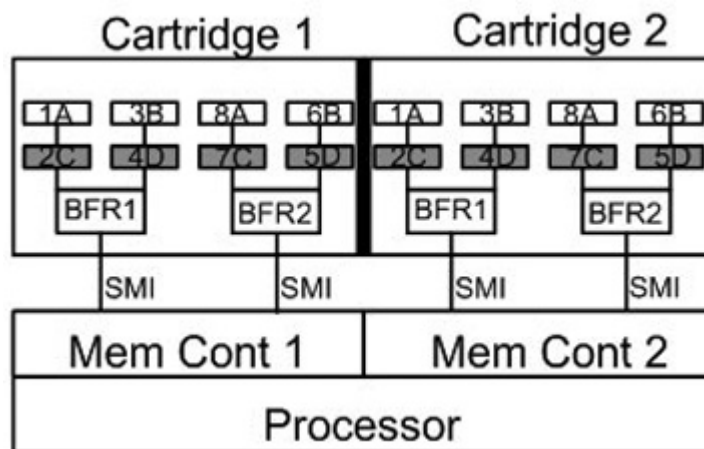 Cartridge 1 Cartridge 2
1A 3B 8A 6B 1A 3B 8A 6B
2C 4D 7C 5D 2C 4D 7C 5D
BFR1 BFR2 BFR1 BFR2
SMI SMI SMI SMI
Mem Cont 1 Mem Cont 2
Processor